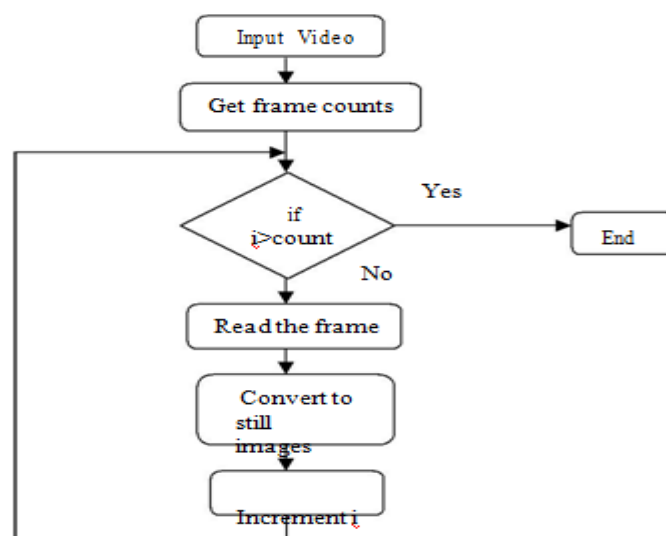 Input Video
Get frame counts
Yes
if
i>count
End
No
Read the frame
Convert to
still
images
Increment i